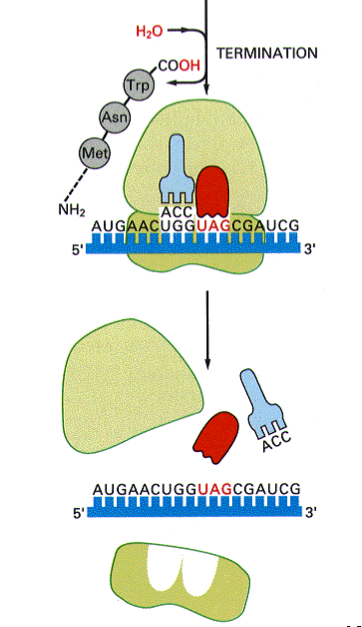 H₂O
TERMINATION
COOH
Trp
Asn
Met
NH₂
ACC
AUGAACUGGUAGCGAUCG
5' 3'
ACC
AUGAACUGGUAGCGAUCG
5' 3'